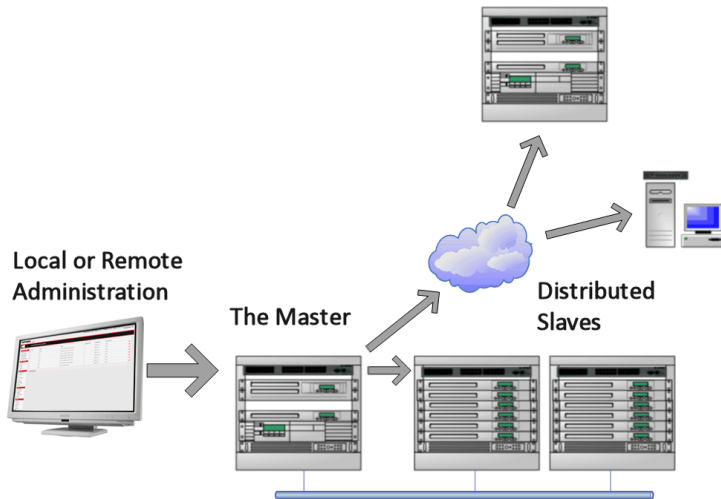 Local or Remote
Administration
The Master
Distributed
Slaves